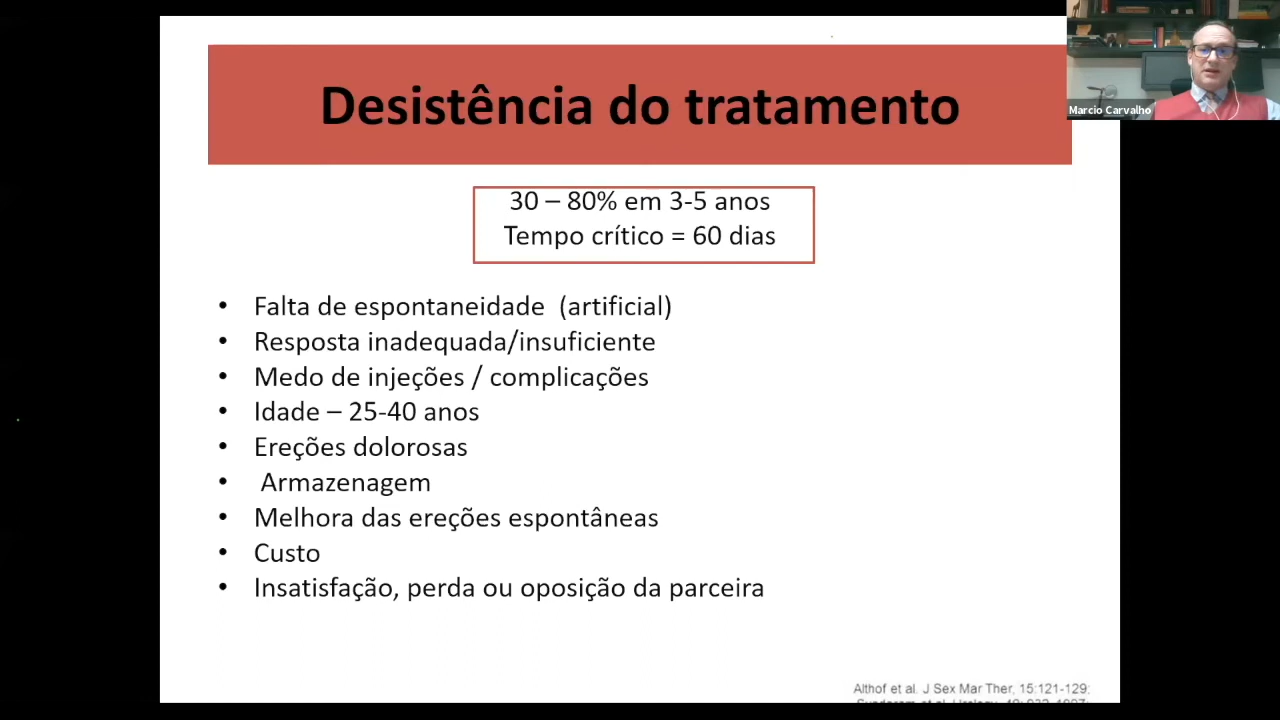 Desistência do tratamento
Marcio Carvalho
30 – 80% em 3-5 anos
Tempo crítico = 60 dias
• Falta de espontaneidade (artificial)
• Resposta inadequada/insuficiente
• Medo de injeções / complicações
• Idade – 25-40 anos
• Ereções dolorosas
• Armazenagem
• Melhora das ereções espontâneas
• Custo
• Insatisfação, perda ou oposição da parceira
Althof et al. J Sex Mar Ther, 15:121-129;